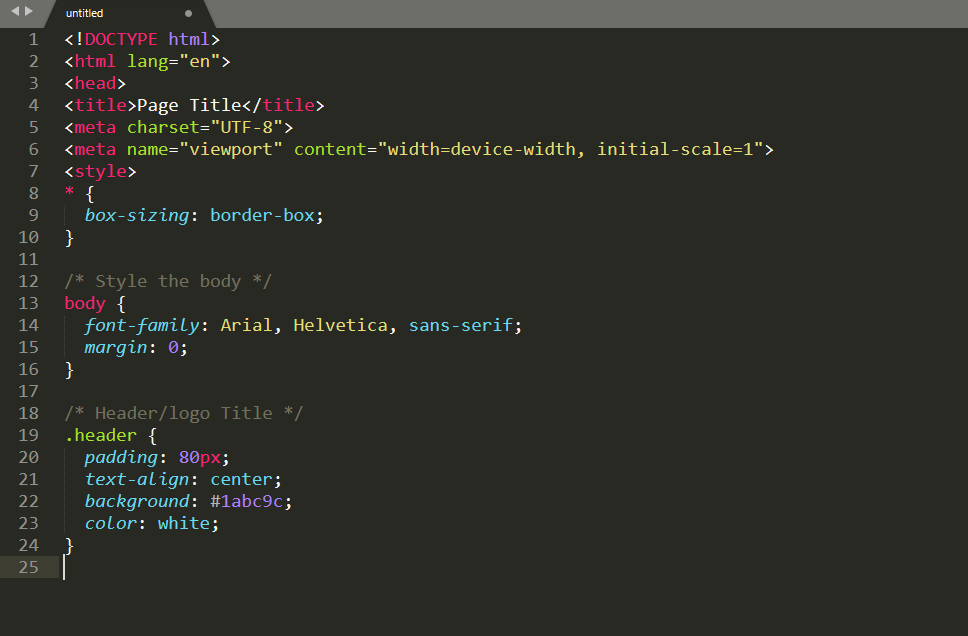 untitled
1 <!DOCTYPE html>
2 <html lang="en">
3 <head>
4 <title>Page Title</title>
5 <meta charset="UTF-8">
6 <meta name="viewport" content="width=device-width, initial-scale=1">
7 <style>
8 * {
9   box-sizing: border-box;
10 }
11
12 /* Style the body */
13 body {
14   font-family: Arial, Helvetica, sans-serif;
15   margin: 0;
16 }
17
18 /* Header/logo Title */
19 .header {
20   padding: 80px;
21   text-align: center;
22   background: #1abc9c;
23   color: white;
24 }
25